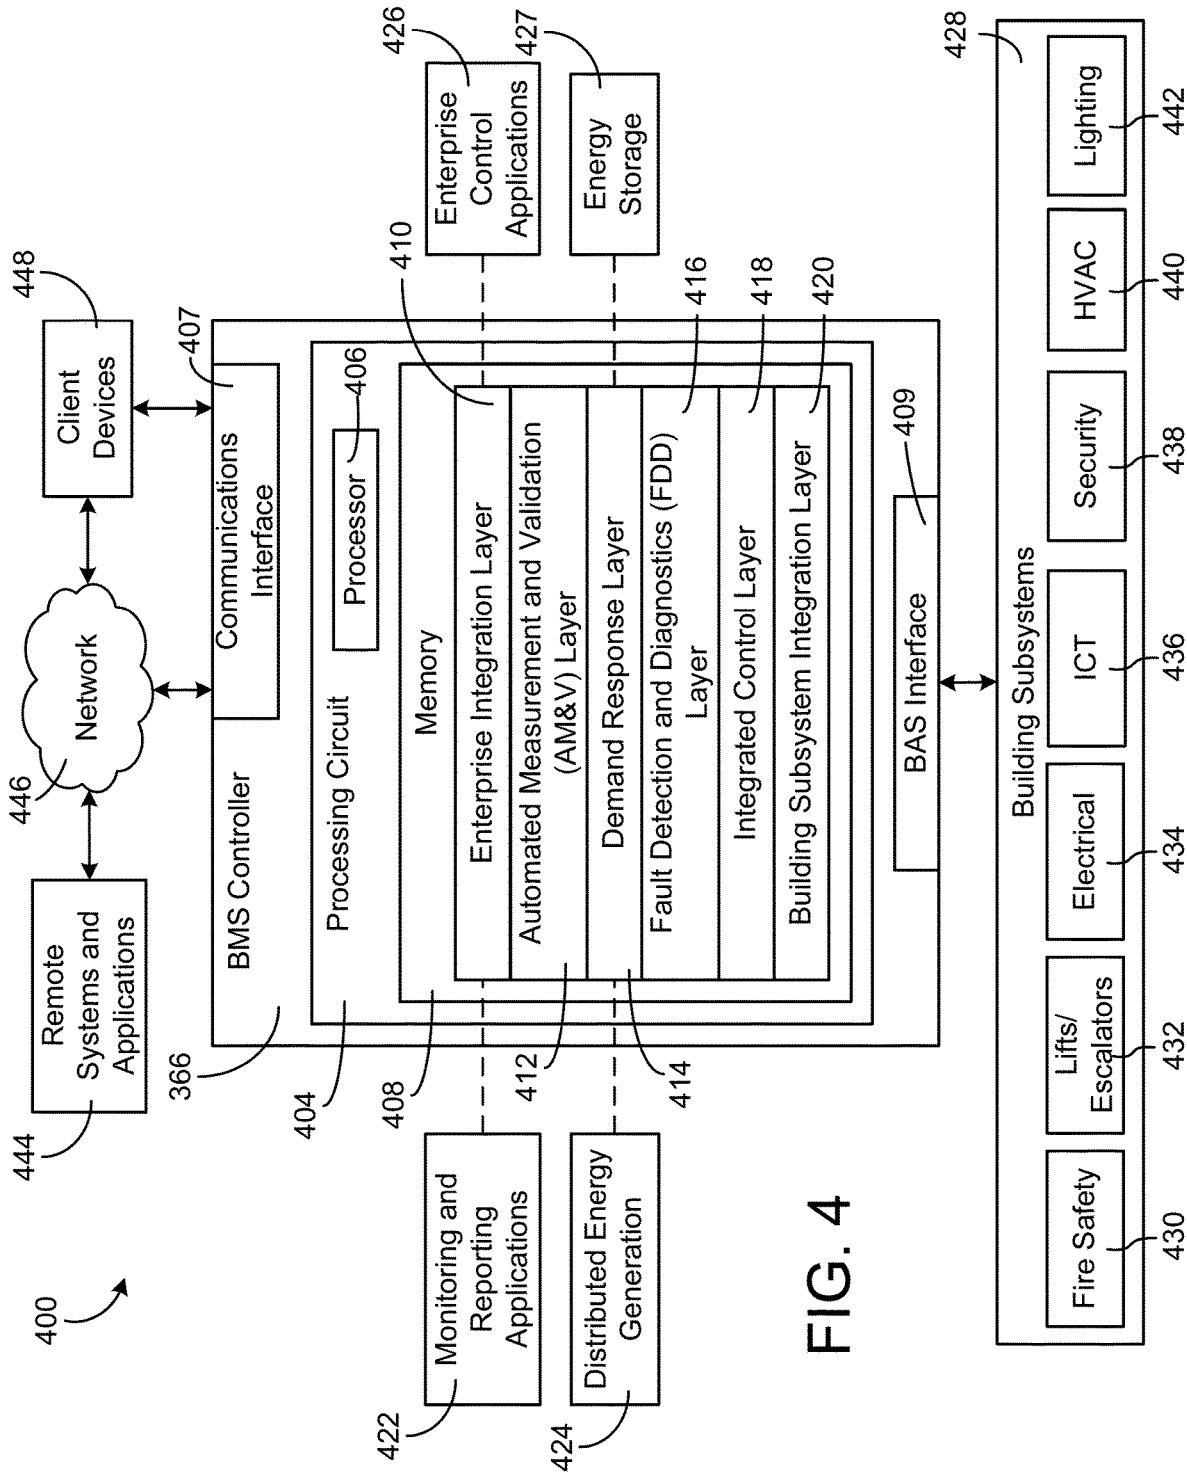 400
444
Remote
Systems and
Applications
446
Network
448
Client
Devices
366
BMS Controller
Communications
Interface
407
404
Processing Circuit
Processor
406
408
Memory
410
Enterprise Integration Layer
Automated Measurement and Validation
(AM&V) Layer
412
Demand Response Layer
414
Fault Detection and Diagnostics (FDD)
Layer
416
Integrated Control Layer
418
Building Subsystem Integration Layer
420
422
Monitoring and
Reporting
Applications
424
Distributed Energy
Generation
426
Enterprise
Control
Applications
427
Energy
Storage
BAS Interface
409
428
Building Subsystems
Fire Safety
Lifts/
Escalators
Electrical
ICT
Security
HVAC
Lighting
430
432
434
436
438
440
442
FIG. 4